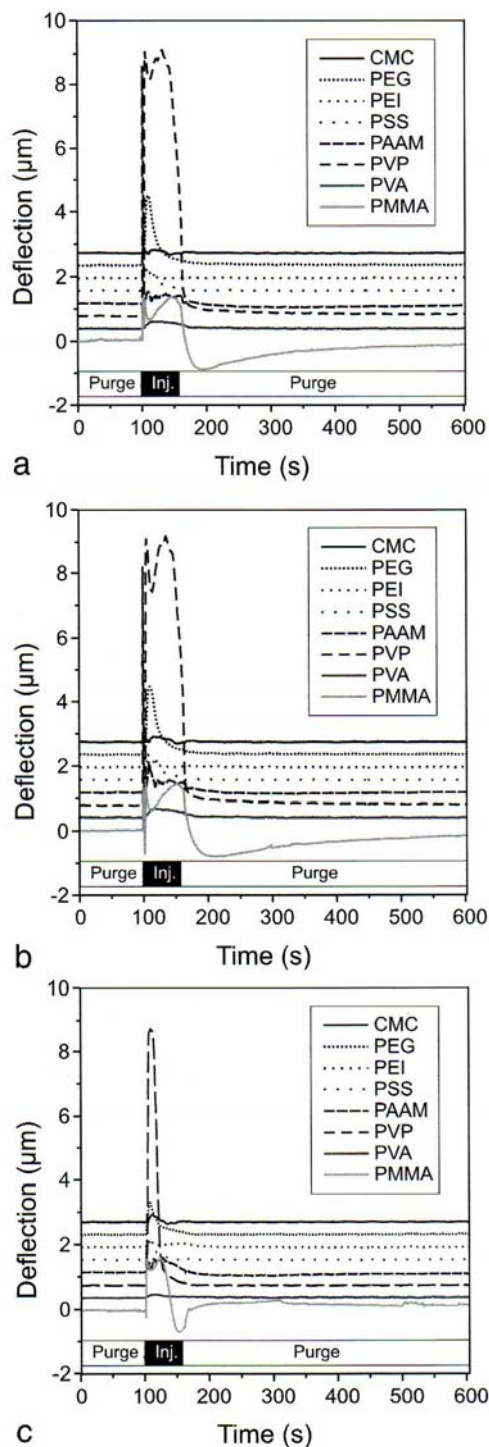 10
8
6
4
2
0
-2
Deflection (µm)
CMC
PEG
PEI
PSS
PAAM
PVP
PVA
PMMA
Purge Inj. Purge
0 100 200 300 400 500 600
Time (s)
a
10
8
6
4
2
0
-2
Deflection (µm)
CMC
PEG
PEI
PSS
PAAM
PVP
PVA
PMMA
Purge Inj. Purge
0 100 200 300 400 500 600
Time (s)
b
10
8
6
4
2
0
-2
Deflection (µm)
CMC
PEG
PEI
PSS
PAAM
PVP
PVA
PMMA
Purge Inj. Purge
0 100 200 300 400 500 600
Time (s)
c